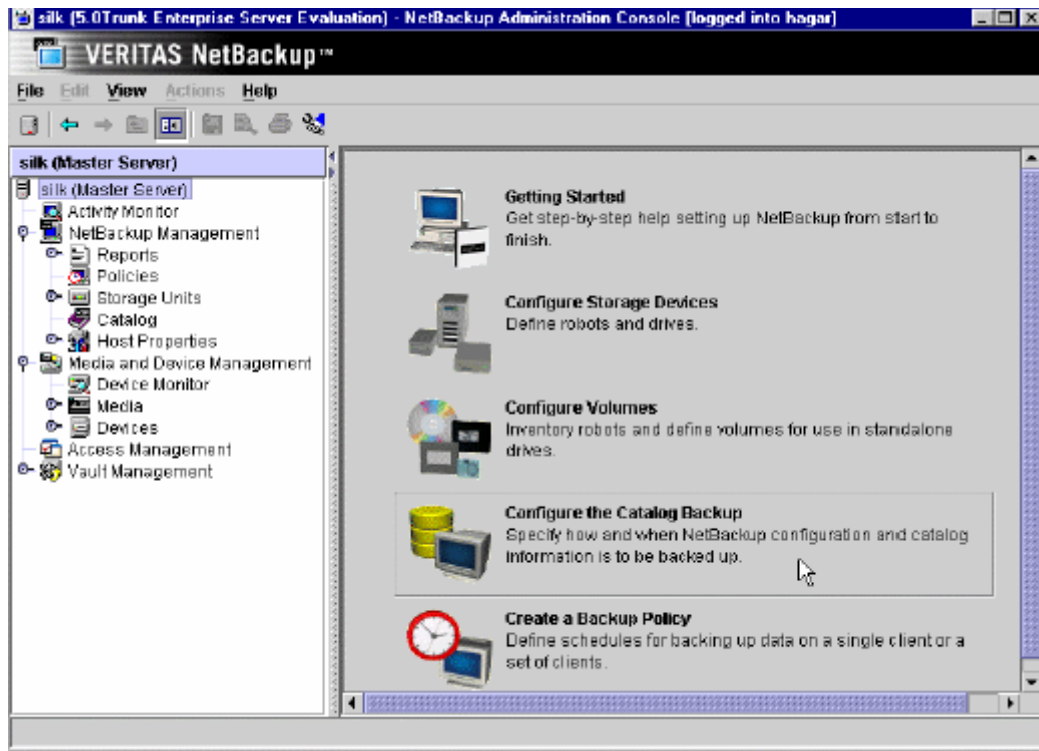 silk (5.0Trunk Enterprise Server Evaluation) - NetBackup Administration Console [logged into hagar]
VERITAS NetBackup™
File Edit View Actions Help
silk (Master Server)
silk (Master Server)
Activity Monitor
NetBackup Management
Reports
Policies
Storage Units
Catalog
Host Properties
Media and Device Management
Device Monitor
Media
Devices
Access Management
Vault Management
Getting Started
Get step-by-step help setting up NetBackup from start to
finish.
Configure Storage Devices
Define robots and drives.
Configure Volumes
Inventory robots and define volumes for use in standalone
drives.
Configure the Catalog Backup
Specify how and when NetBackup configuration and catalog
information is to be backed up.
Create a Backup Policy
Define schedules for backing up data on a single client or a
set of clients.